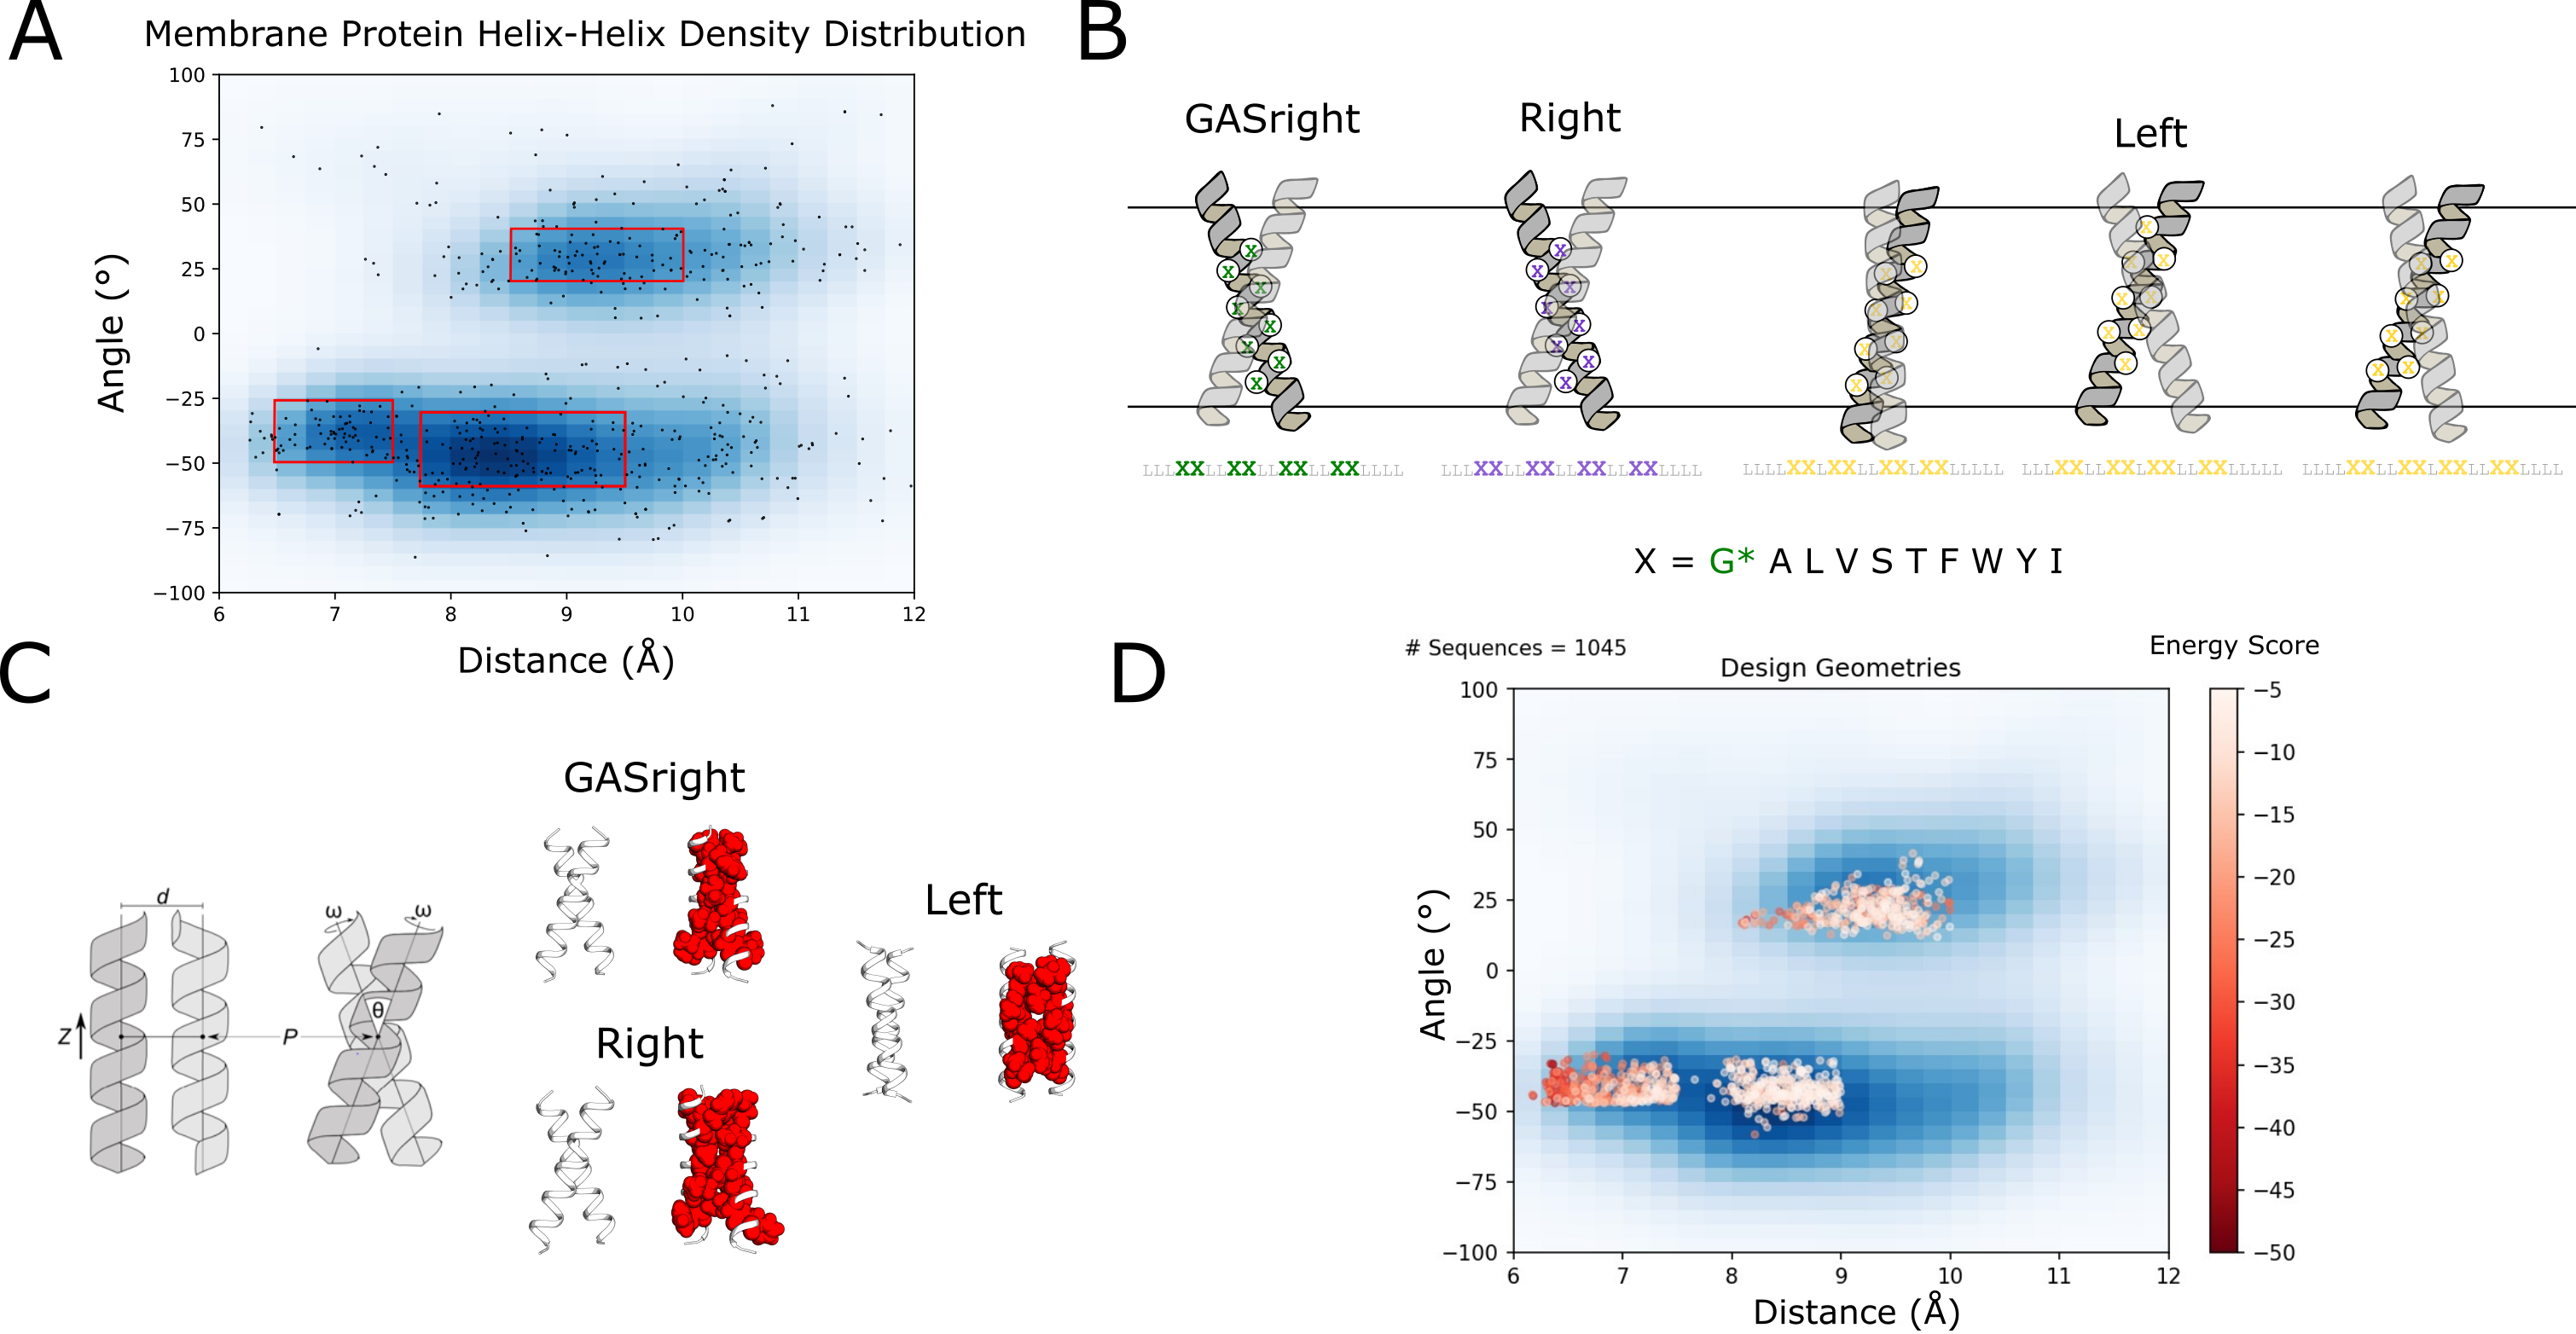 A
Membrane Protein Helix-Helix Density Distribution
100
75
50
25
0
−25
−50
−75
−100
Angle (°)
6 7 8 9 10 11 12
Distance (Å)
B
GASright
Right
Left
X X X X X X X X
X X X X X X X X
X X X X X X X X
X X X X X X X X
X X X X X X X X
LLLXXLLXXLLXXLLXXLLLL
LLLXXLLXXLLXXLLXXLLLL
LLLLXXLXXLLXXLXXLLLLL
LLLXXLLXXLXXLLXXLLLLL
LLLLXXLLXXLXXLLXXLLLL
X = G* A L V S T F W Y I
C
d
Z
P
ω ω
θ
GASright
Right
Left
D
# Sequences = 1045
Design Geometries
Energy Score
100
75
50
25
0
−25
−50
−75
−100
Angle (°)
6 7 8 9 10 11 12
Distance (Å)
−5
−10
−15
−20
−25
−30
−35
−40
−45
−50